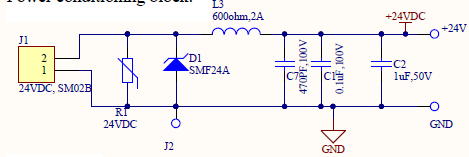 Power conditioning block.
L3
600ohm,2A
+24VDC
+24V
J1
2
1
24VDC, SM02B
R1
24VDC
D1
SMF24A
J2
C7
470PF,100V
C1
0.1uF,100V
C2
1uF,50V
GND
GND